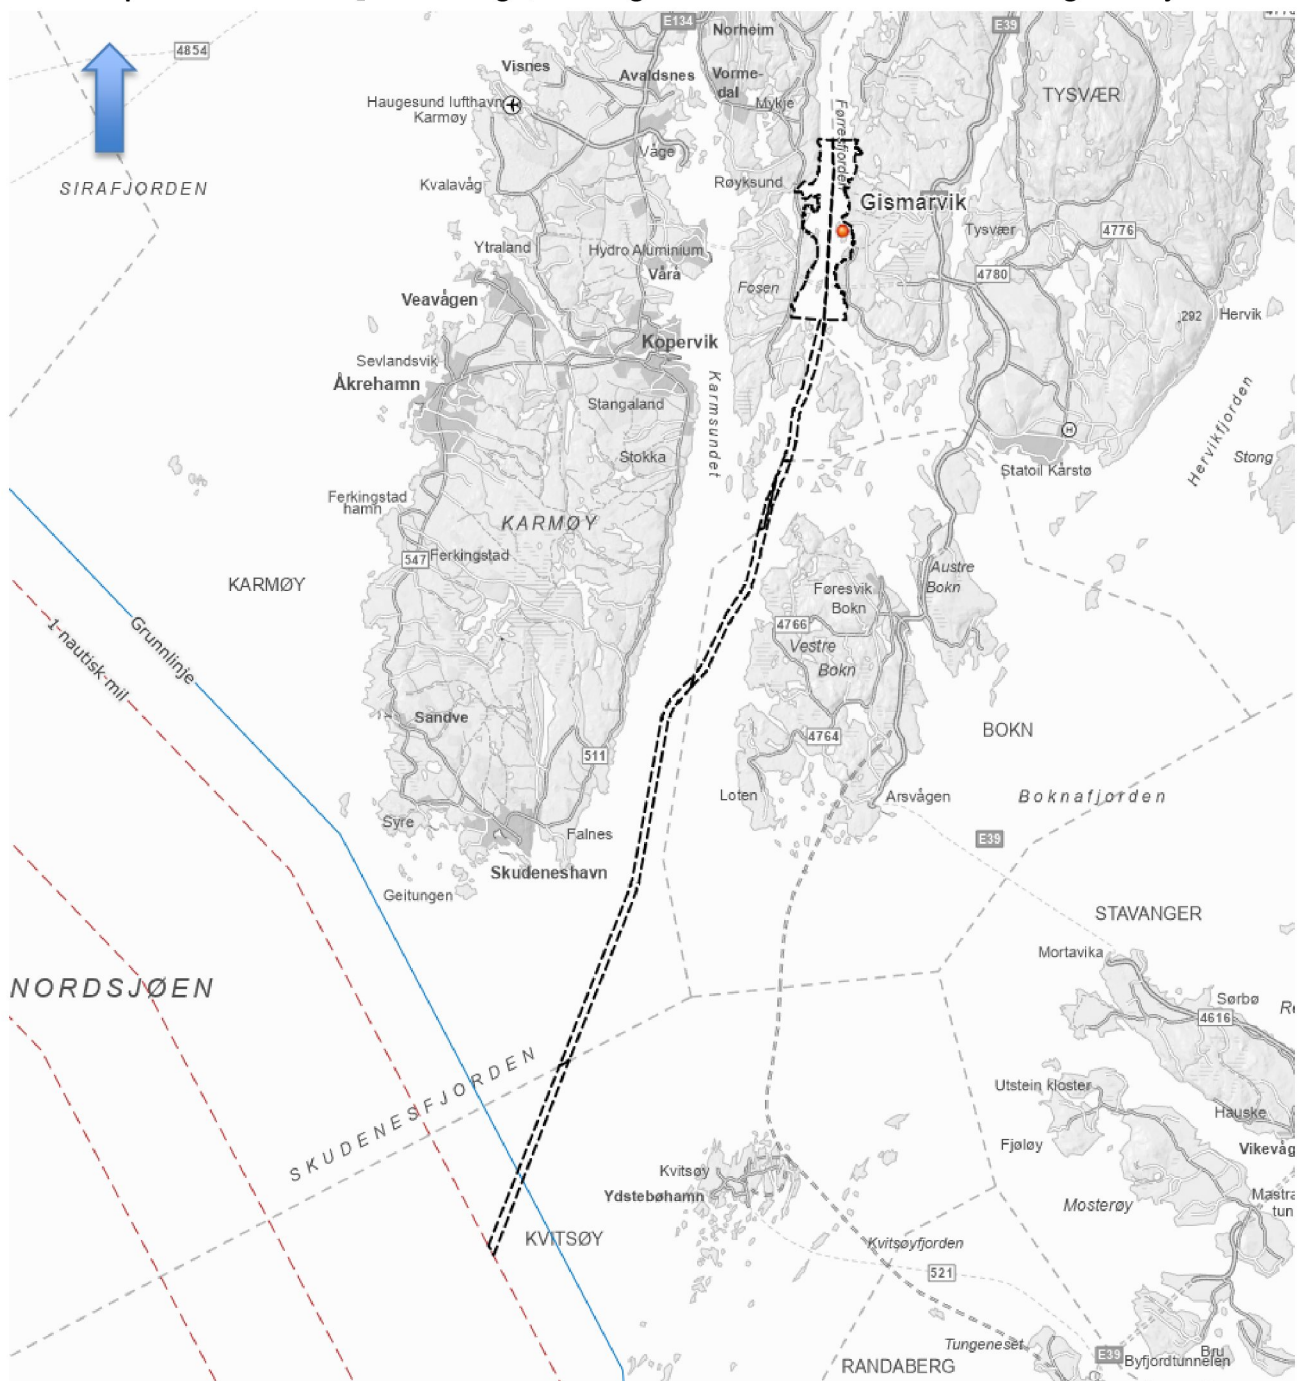 4854
E134
Norheim
E39
Visnes
Avaldsnes
Vorme-
dal
TYSVÆR
Haugesund lufthavn
Karmøy
Mykje
Førresfjorden
Våge
SIRAFJORDEN
Kvalavåg
Røyksund
Gismarvik
Ytraland
Hydro Aluminium
Tysvær
4776
Våra
4780
Veavågen
Fosen
292
Hervik
Kopervik
Sevlandsvik
Åkrehamn
Karmsundet
Stangaland
Hervikfjorden
Stokka
Stong
Statoil Kårstø
Ferkingstad
hamn
KARMØY
547
Ferkingstad
Austre
Bokn
KARMØY
Føresvik
Bokn
Grunnlinje
1 nautisk mil
4766
Vestre
Bokn
Sandve
BOKN
4764
511
Loten
Arsvågen
Boknafjorden
Syre
Falnes
E39
Skudeneshavn
Geitungen
STAVANGER
Mortavika
NORDSJØEN
Sørbø
4616
SKUDENESFJORDEN
Utstein kloster
Hauske
Fjøløy
Vikevåg
Kvitsøy
Ydstebøhamn
Mosterøy
Mastra
tun
KVITSØY
Kvitsøyfjorden
521
Tungeneset
E39
Bru
Byfjordtunnelen
RANDABERG